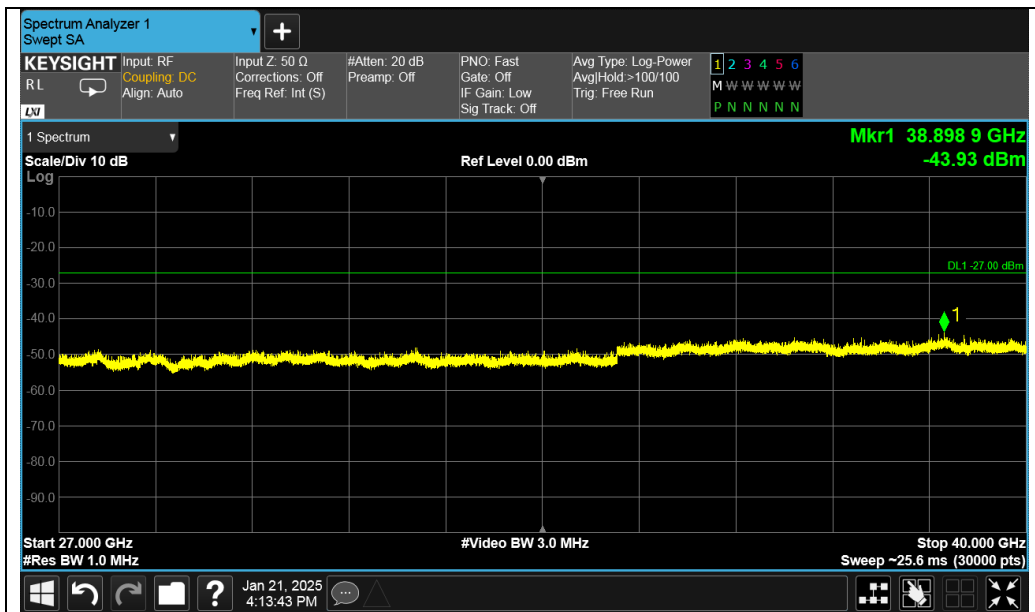 Spectrum Analyzer 1
Swept SA
+
KEYSIGHT
R L
LXI
Input: RF
Coupling: DC
Align: Auto
Input Z: 50 Ω
Corrections: Off
Freq Ref: Int (S)
#Atten: 20 dB
Preamp: Off
PNO: Fast
Gate: Off
IF Gain: Low
Sig Track: Off
Avg Type: Log-Power
Avg|Hold:>100/100
Trig: Free Run
1 2 3 4 5 6
M W W W W W
P N N N N N
1 Spectrum
Mkr1 38.898 9 GHz
Scale/Div 10 dB
Ref Level 0.00 dBm
-43.93 dBm
Log
-10.0
-20.0
DL1 -27.00 dBm
-30.0
-40.0
1
-50.0
-60.0
-70.0
-80.0
-90.0
Start 27.000 GHz
#Video BW 3.0 MHz
Stop 40.000 GHz
#Res BW 1.0 MHz
Sweep ~25.6 ms (30000 pts)
?
Jan 21, 2025
4:13:43 PM